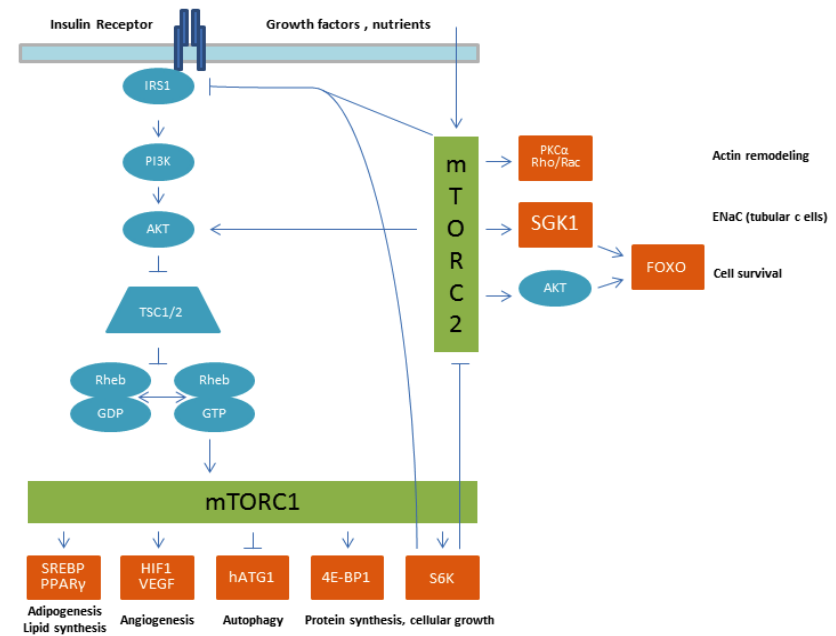 Insulin Receptor
Growth factors , nutrients
IRS1
PI3K
AKT
TSC1/2
Rheb
GDP
Rheb
GTP
m
T
O
R
C
2
PKCα
Rho/Rac
Actin remodeling
SGK1
ENaC (tubular c ells)
AKT
FOXO
Cell survival
mTORC1
SREBP
PPARγ
HIF1
VEGF
hATG1
4E-BP1
S6K
Adipogenesis
Lipid synthesis
Angiogenesis
Autophagy
Protein synthesis, cellular growth